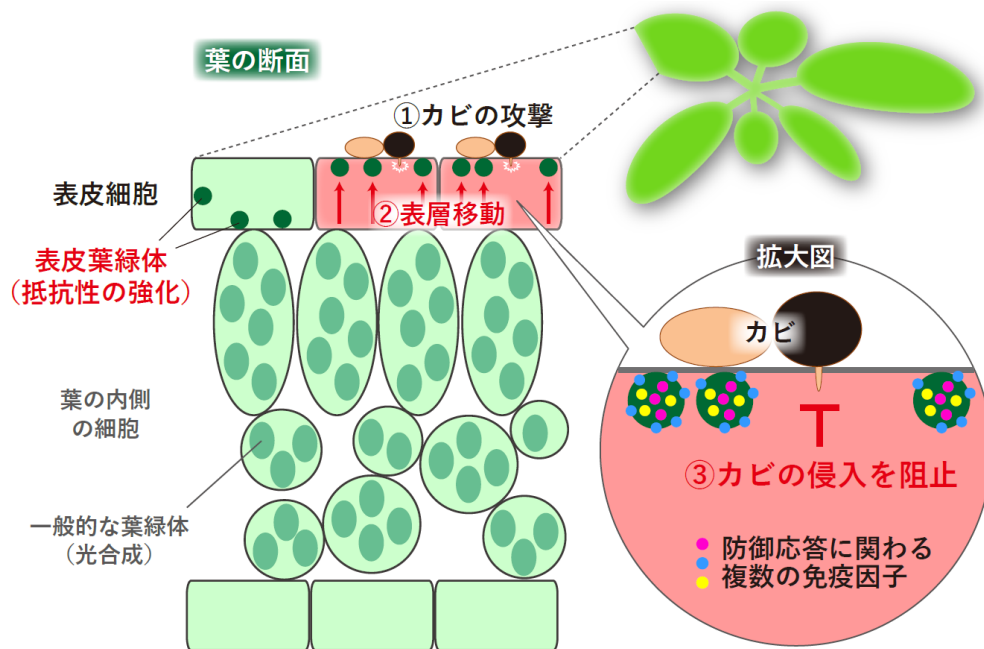 葉の断面
①カビの攻撃
表皮細胞
②表層移動
表皮葉緑体
（抵抗性の強化）
葉の内側
の細胞
一般的な葉緑体
（光合成）
拡大図
カビ
③カビの侵入を阻止
防御応答に関わる
複数の免疫因子